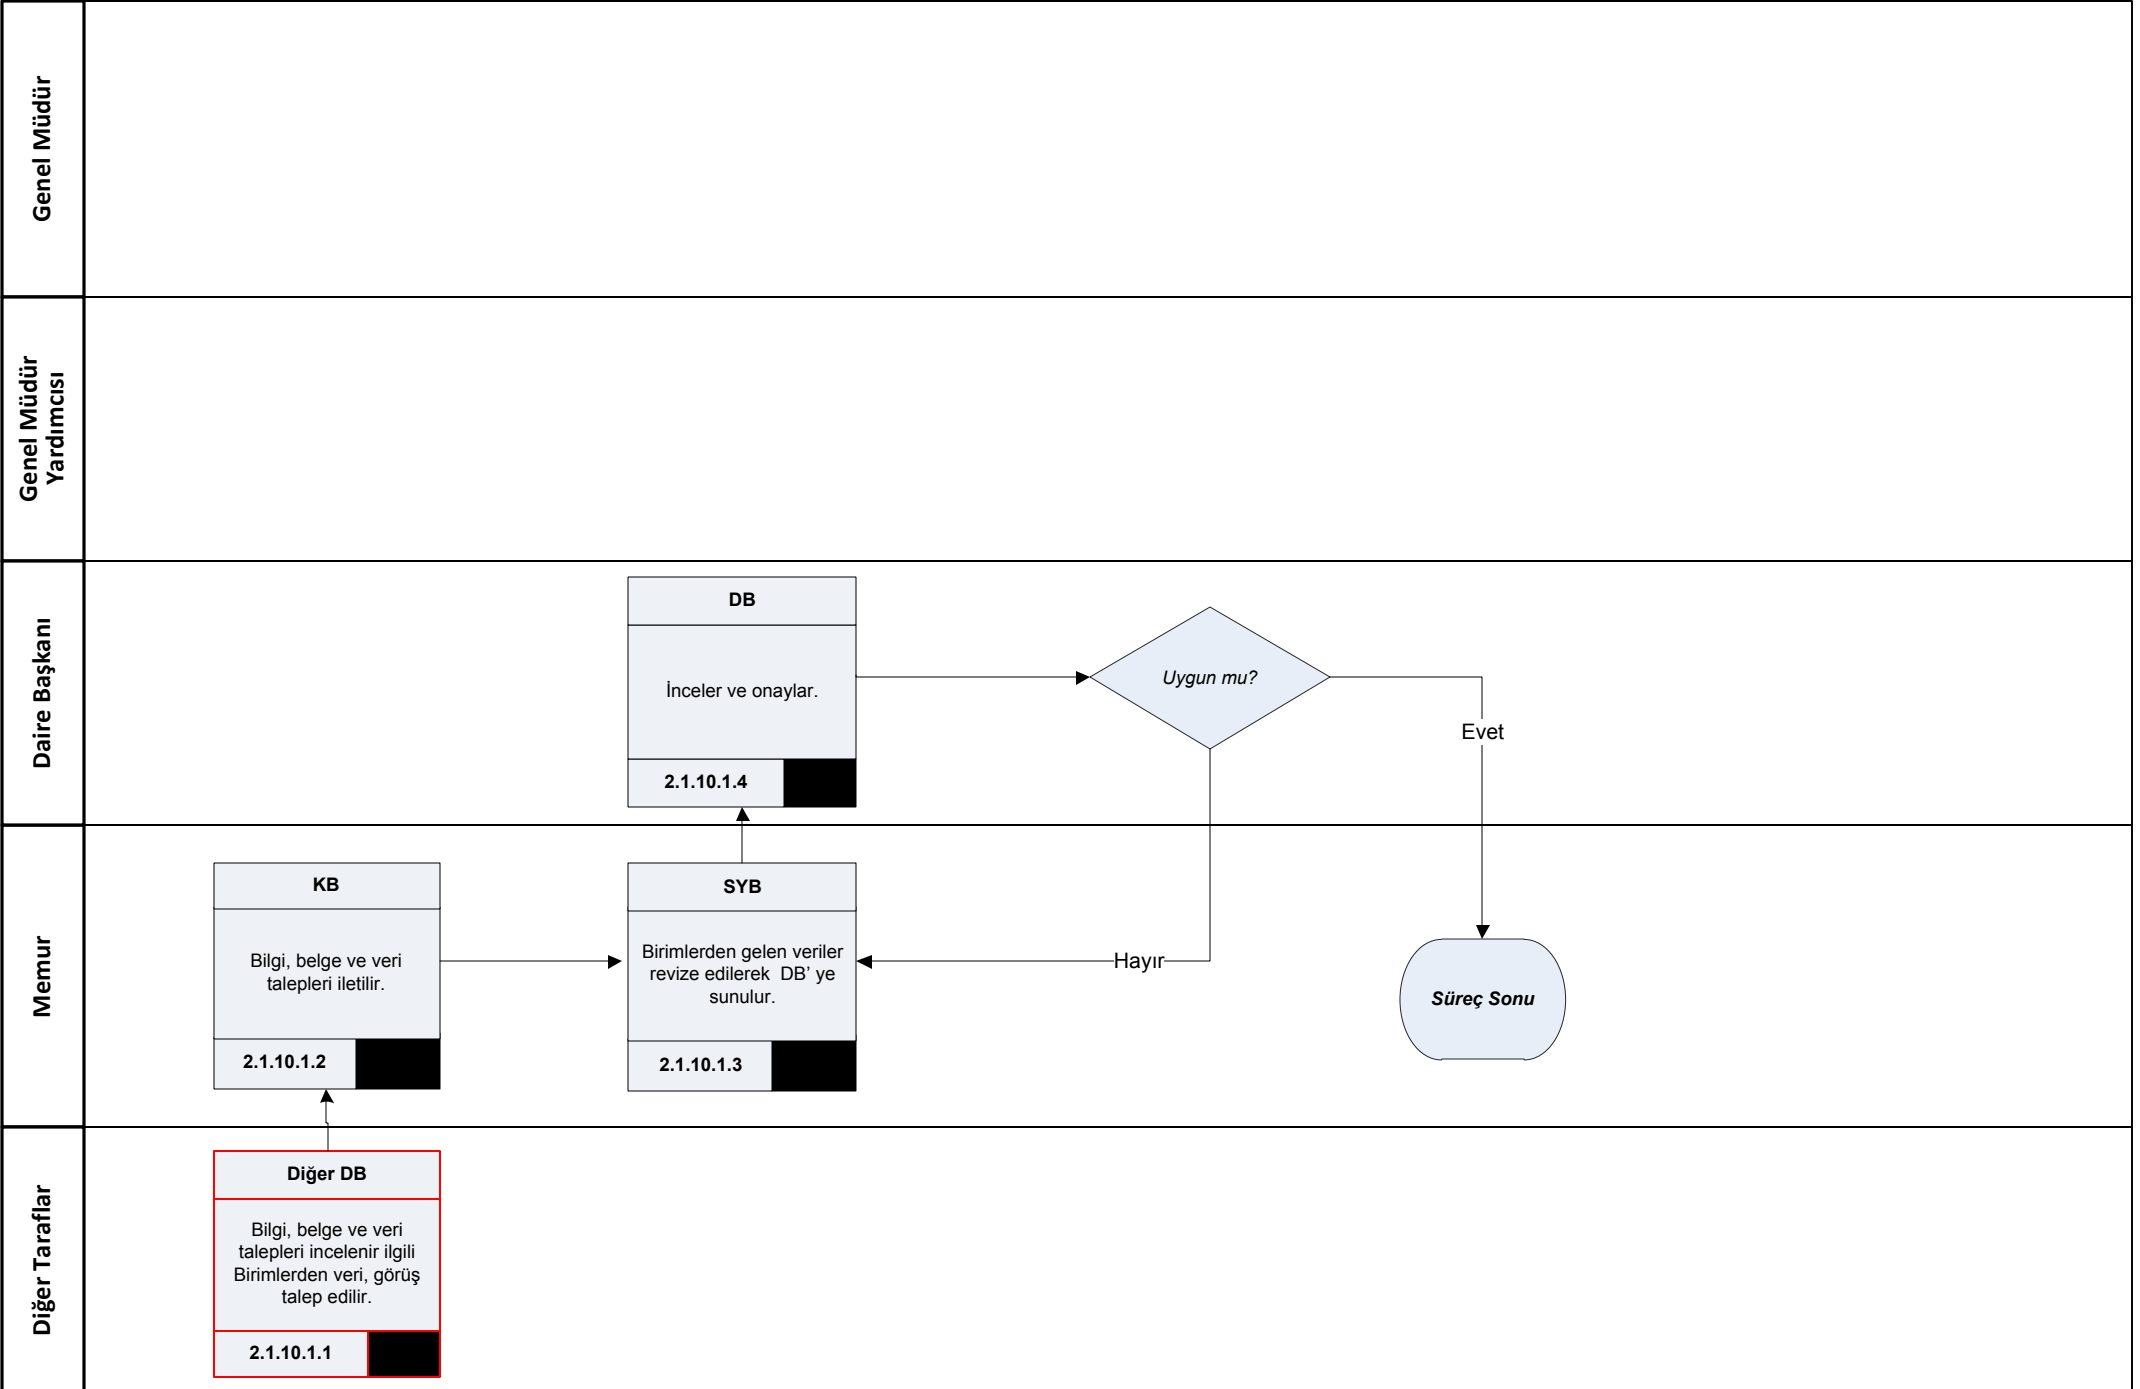 Genel Müdür
Genel Müdür
Yardımcısı
Daire Başkanı
DB
İnceler ve onaylar.
2.1.10.1.4
Uygun mu?
Evet
Memur
KB
Bilgi, belge ve veri
talepleri iletilir.
2.1.10.1.2
SYB
Birimlerden gelen veriler
revize edilerek  DB’ ye
sunulur.
2.1.10.1.3
Hayır
Süreç Sonu
Diğer Taraflar
Diğer DB
Bilgi, belge ve veri
talepleri incelenir ilgili
Birimlerden veri, görüş
talep edilir.
2.1.10.1.1